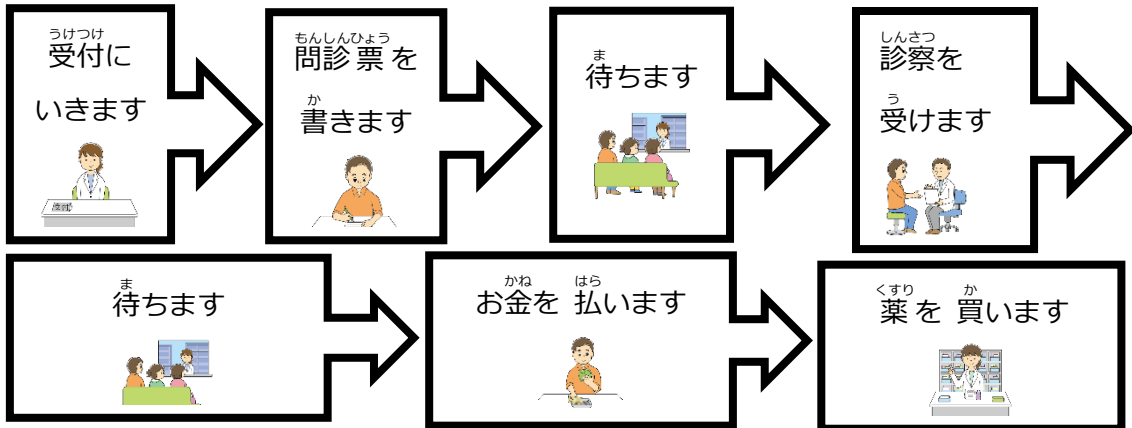 うけつけ
受付に
いきます
受付
もんしんひょう
問診票を
か
書きます
ま
待ちます
しんさつ
診察を
う
受けます
ま
待ちます
かね はら
お金を 払います
くすり か
薬を 買います